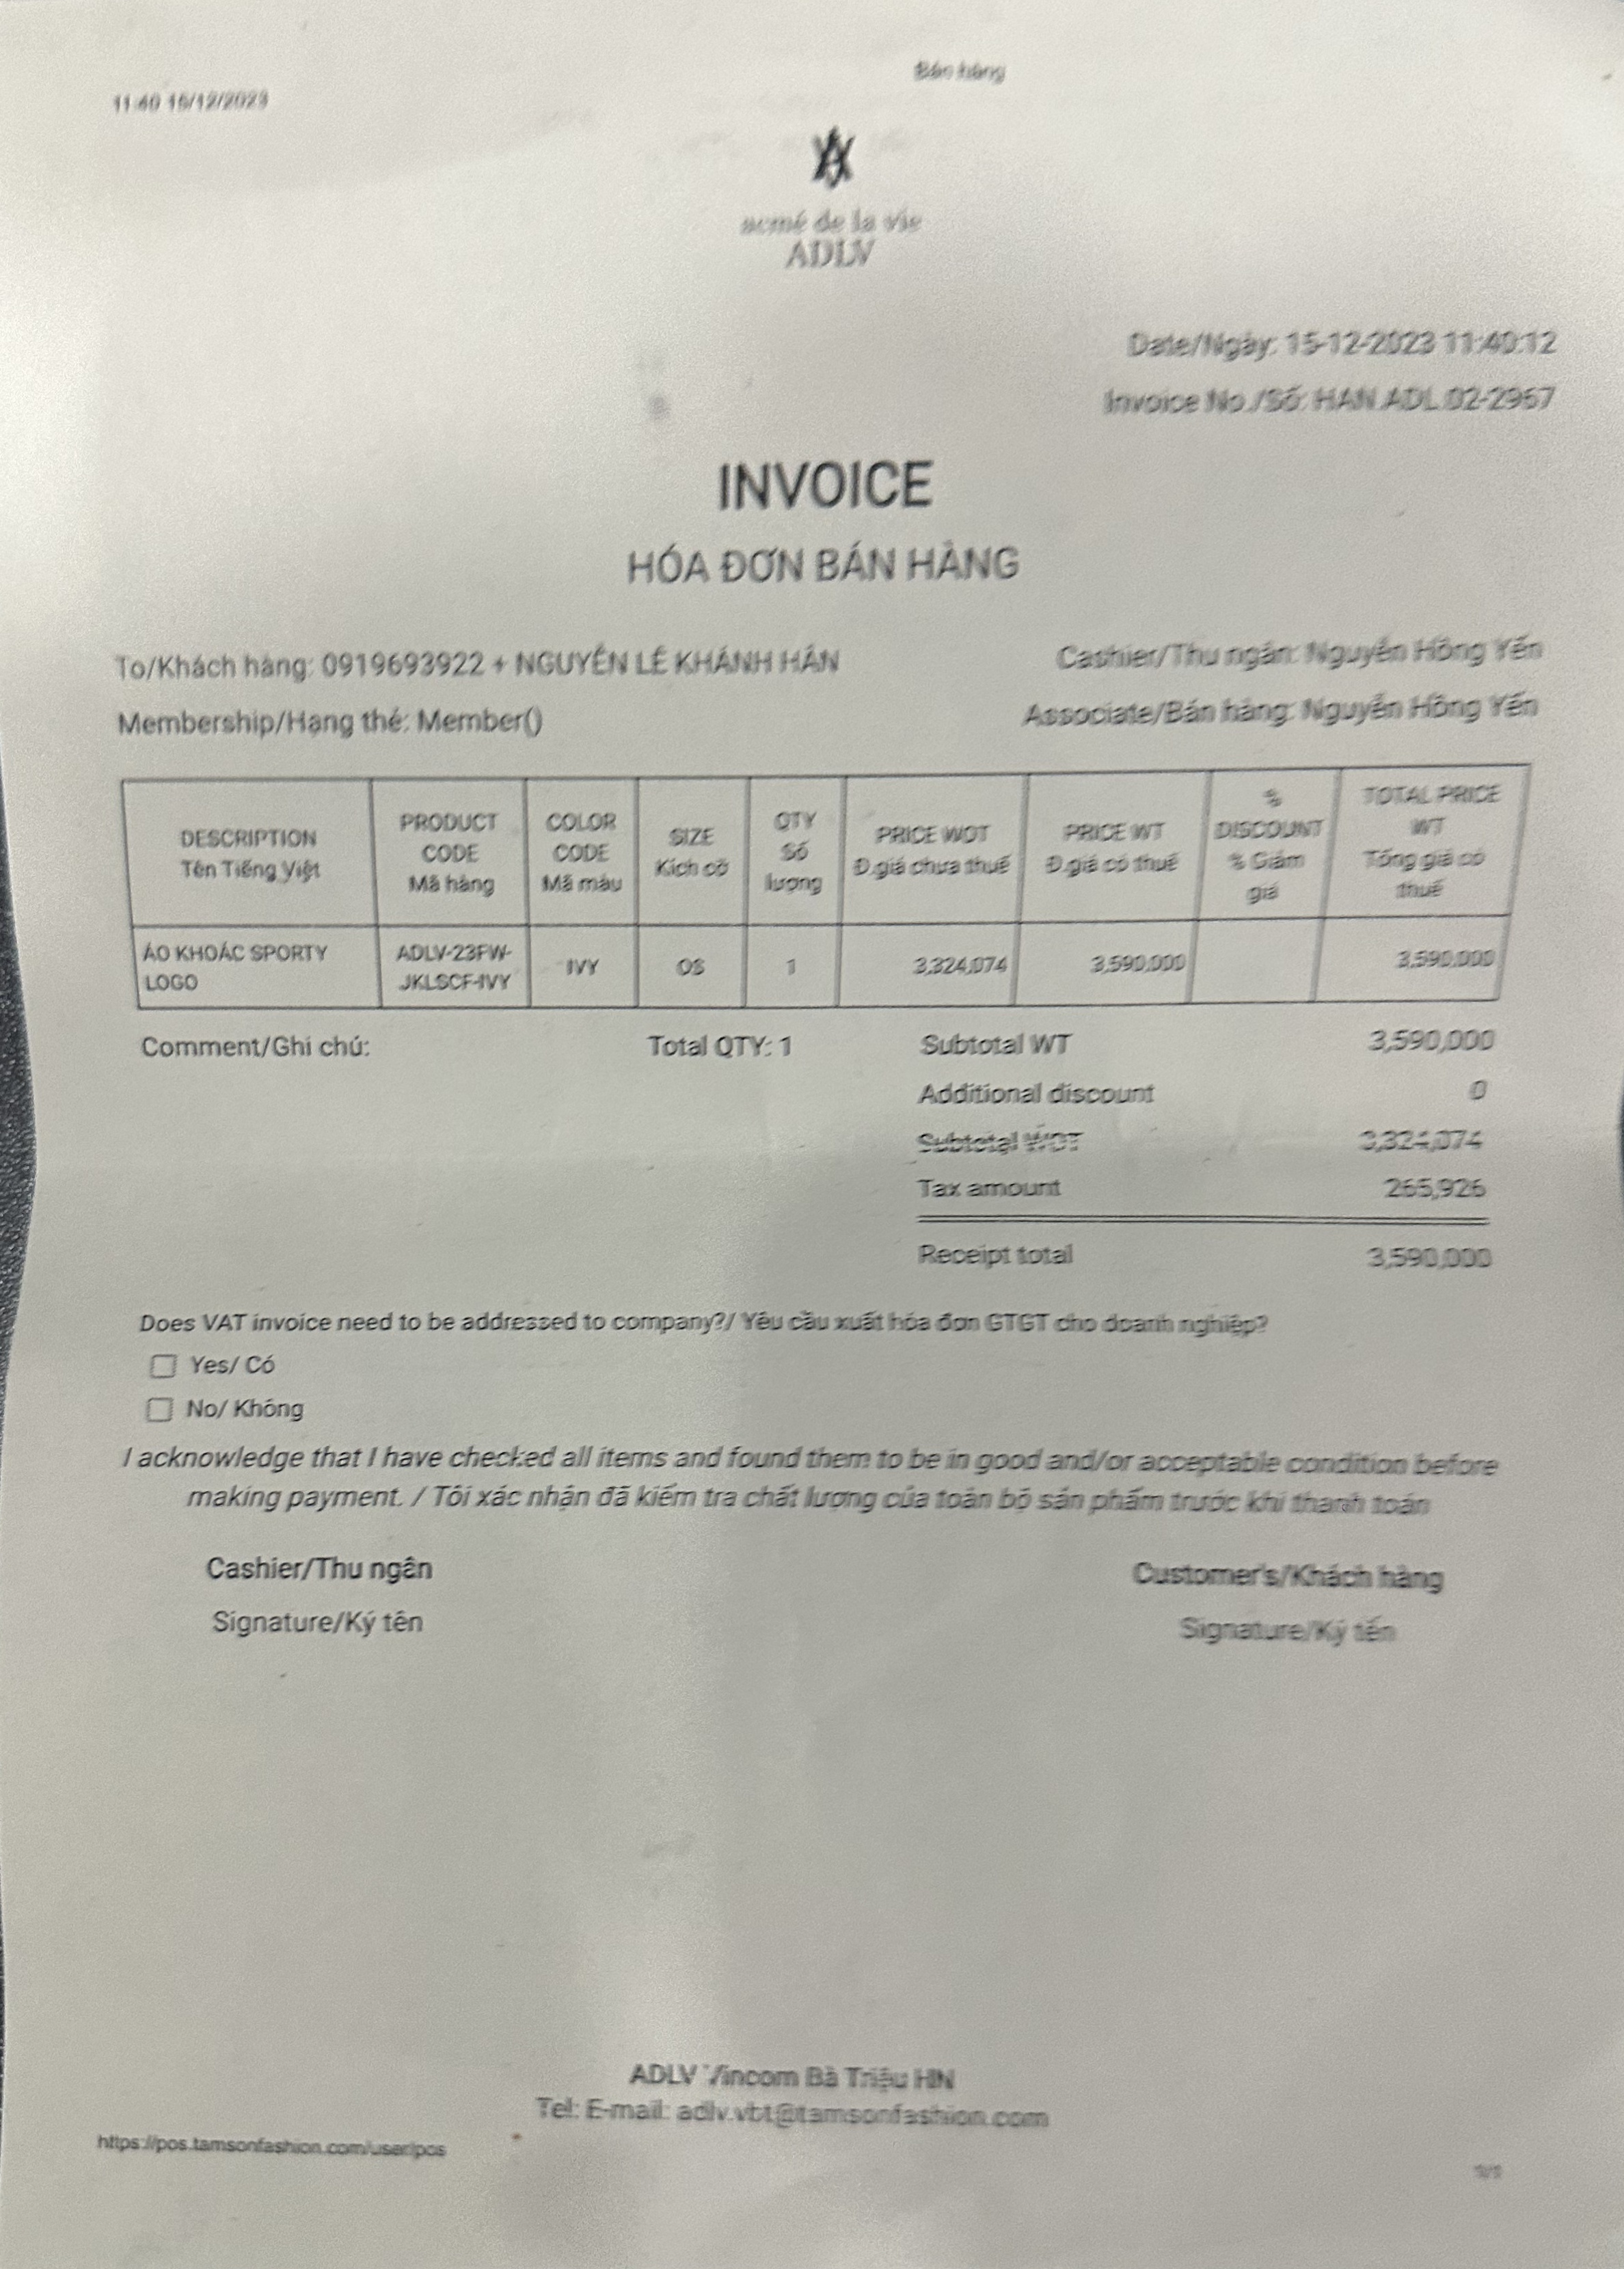 Bán hàng
11:40 15/12/2023
acmé de la vie
ADLV
Date/Ngày: 15-12-2023 11:40:12
Invoice No./Số: HAN.ADL.02-2967
INVOICE
HÓA ĐƠN BÁN HÀNG
To/Khách hàng: 0919693922 + NGUYỄN LÊ KHÁNH HÂN
Cashier/Thu ngân: Nguyễn Hồng Yến
Membership/Hạng thẻ: Member()
Associate/Bán hàng: Nguyễn Hồng Yến
DESCRIPTION Tên Tiếng Việt PRODUCT CODE Mã hàng COLOR CODE Mã màu SIZE Kích cỡ QTY Số lượng PRICE WOT Đ.giá chưa thuế PRICE WT Đ.giá có thuế % DISCOUNT % Giảm giá TOTAL PRICE WT Tổng giá có thuế
ÁO KHOÁC SPORTY LOGO ADLV-23FW-JKLSCF-IVY IVY OS 1 3,324,074 3,590,000 3,590,000
Comment/Ghi chú: Total QTY: 1 Subtotal WT 3,590,000
Additional discount 0
Subtotal WOT 3,324,074
Tax amount 265,926
Receipt total 3,590,000
Does VAT invoice need to be addressed to company?/ Yêu cầu xuất hóa đơn GTGT cho doanh nghiệp?
Yes/ Có
No/ Không
I acknowledge that I have checked all items and found them to be in good and/or acceptable condition before
making payment. / Tôi xác nhận đã kiểm tra chất lượng của toàn bộ sản phẩm trước khi thanh toán
Cashier/Thu ngân Customer's/Khách hàng
Signature/Ký tên Signature/Ký tên
ADLV Vincom Bà Triệu HN
Tel: E-mail: adlv.vbt@tamsonfashion.com
https://pos.tamsonfashion.com/user/pos
1/1